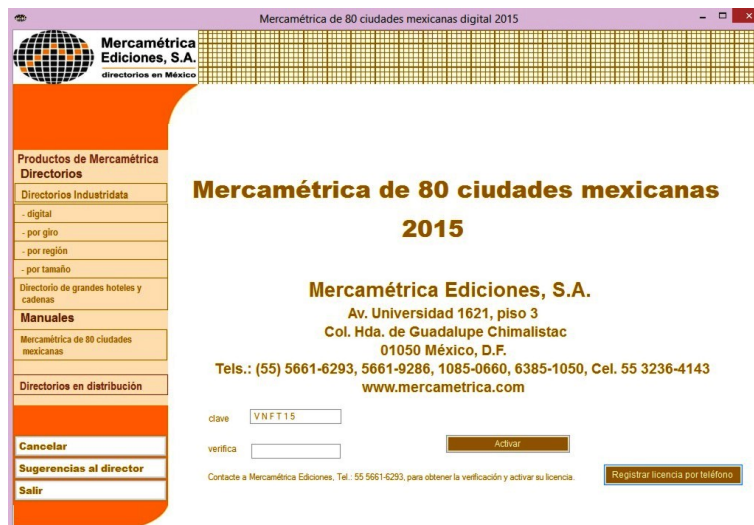 Mercamétrica de 80 ciudades mexicanas digital 2015
Mercamétrica
Ediciones, S.A.
directorios en México
Productos de Mercamétrica
Directorios
Directorios Industridata
- digital
- por giro
- por región
- por tamaño
Directorio de grandes hoteles y
cadenas
Manuales
Mercamétrica de 80 ciudades
mexicanas
Directorios en distribución
Cancelar
Sugerencias al director
Salir
Mercamétrica de 80 ciudades mexicanas
2015
Mercamétrica Ediciones, S.A.
Av. Universidad 1621, piso 3
Col. Hda. de Guadalupe Chimalistac
01050 México, D.F.
Tels.: (55) 5661-6293, 5661-9286, 1085-0660, 6385-1050, Cel. 55 3236-4143
www.mercametrica.com
clave VNFT15
verifica Activar
Contacte a Mercamétrica Ediciones, Tel.: 55 5661-6293, para obtener la verificación y activar su licencia. Registrar licencia por teléfono